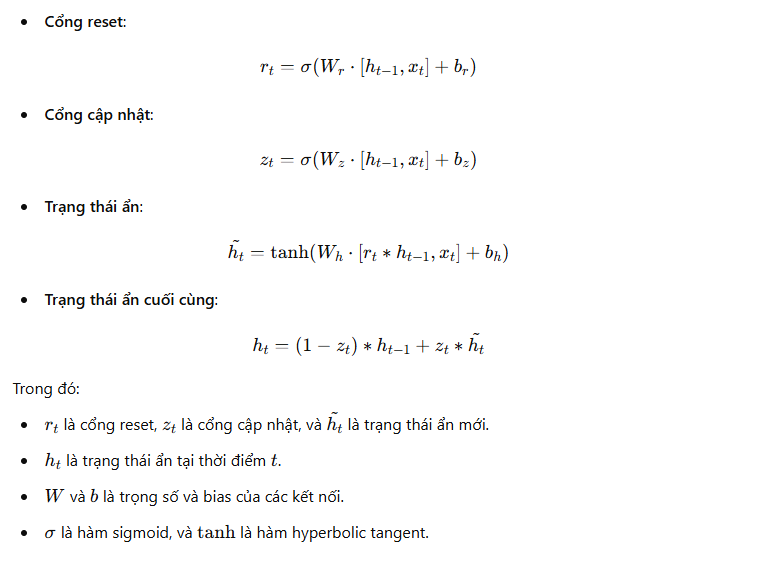 • Cổng reset:
r_t = σ(W_r · [h_{t−1}, x_t] + b_r)
• Cổng cập nhật:
z_t = σ(W_z · [h_{t−1}, x_t] + b_z)
• Trạng thái ẩn:
h̃_t = tanh(W_h · [r_t ∗ h_{t−1}, x_t] + b_h)
• Trạng thái ẩn cuối cùng:
h_t = (1 − z_t) ∗ h_{t−1} + z_t ∗ h̃_t
Trong đó:
• r_t là cổng reset, z_t là cổng cập nhật, và h̃_t là trạng thái ẩn mới.
• h_t là trạng thái ẩn tại thời điểm t.
• W và b là trọng số và bias của các kết nối.
• σ là hàm sigmoid, và tanh là hàm hyperbolic tangent.